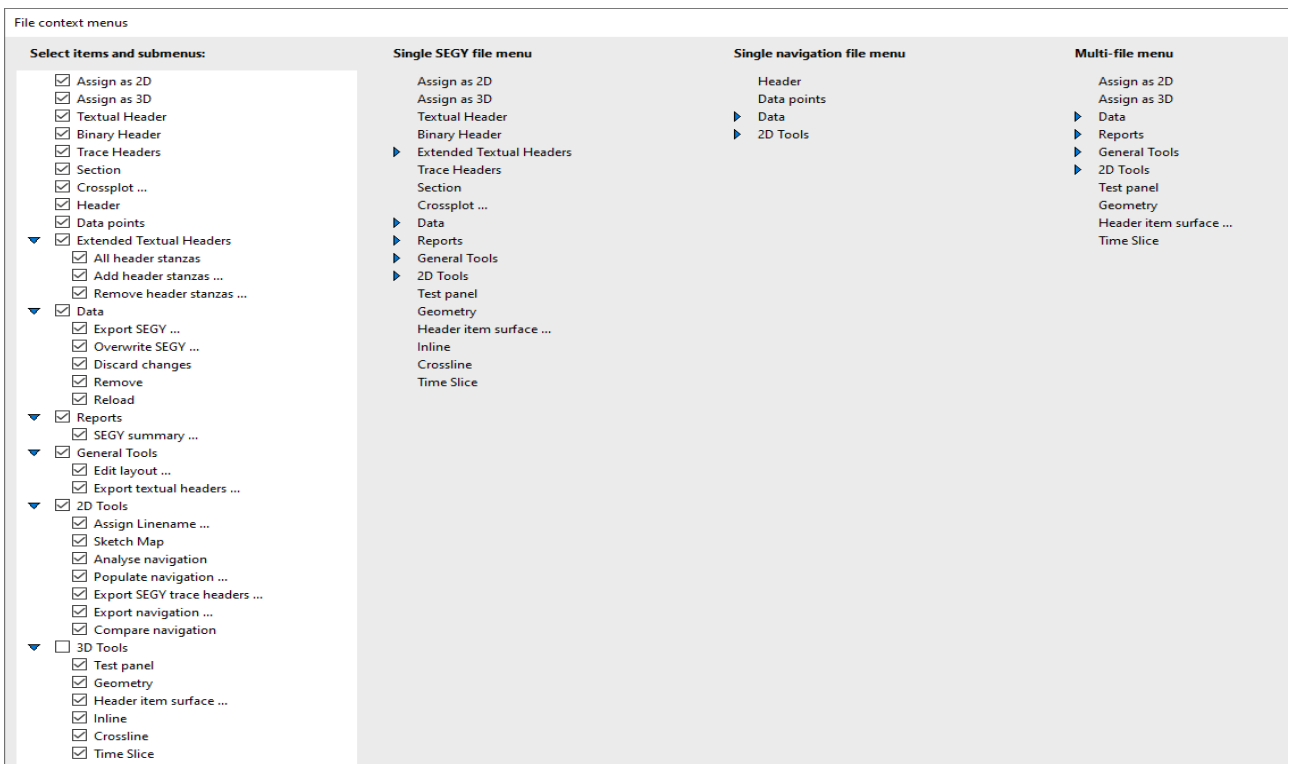 File context menus
Select items and submenus:
Assign as 2D
Assign as 3D
Textual Header
Binary Header
Trace Headers
Section
Crossplot ...
Header
Data points
Extended Textual Headers
All header stanzas
Add header stanzas ...
Remove header stanzas ...
Data
Export SEGY ...
Overwrite SEGY ...
Discard changes
Remove
Reload
Reports
SEGY summary ...
General Tools
Edit layout ...
Export textual headers ...
2D Tools
Assign Linename ...
Sketch Map
Analyse navigation
Populate navigation ...
Export SEGY trace headers ...
Export navigation ...
Compare navigation
3D Tools
Test panel
Geometry
Header item surface ...
Inline
Crossline
Time Slice
Single SEGY file menu
Assign as 2D
Assign as 3D
Textual Header
Binary Header
Extended Textual Headers
Trace Headers
Section
Crossplot ...
Data
Reports
General Tools
2D Tools
Test panel
Geometry
Header item surface ...
Inline
Crossline
Time Slice
Single navigation file menu
Header
Data points
Data
2D Tools
Multi-file menu
Assign as 2D
Assign as 3D
Data
Reports
General Tools
2D Tools
Test panel
Geometry
Header item surface ...
Time Slice